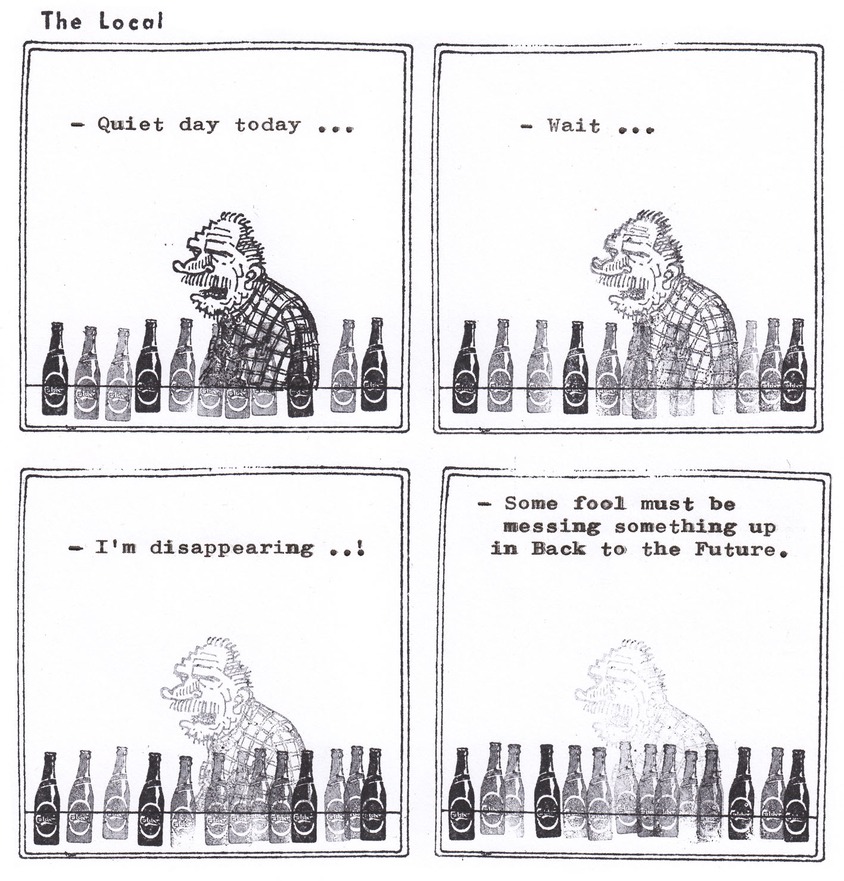 The Local
- Quiet day today ...
- Wait ...
- I'm disappearing ..!
- Some fool must be
messing something up
in Back to the Future.